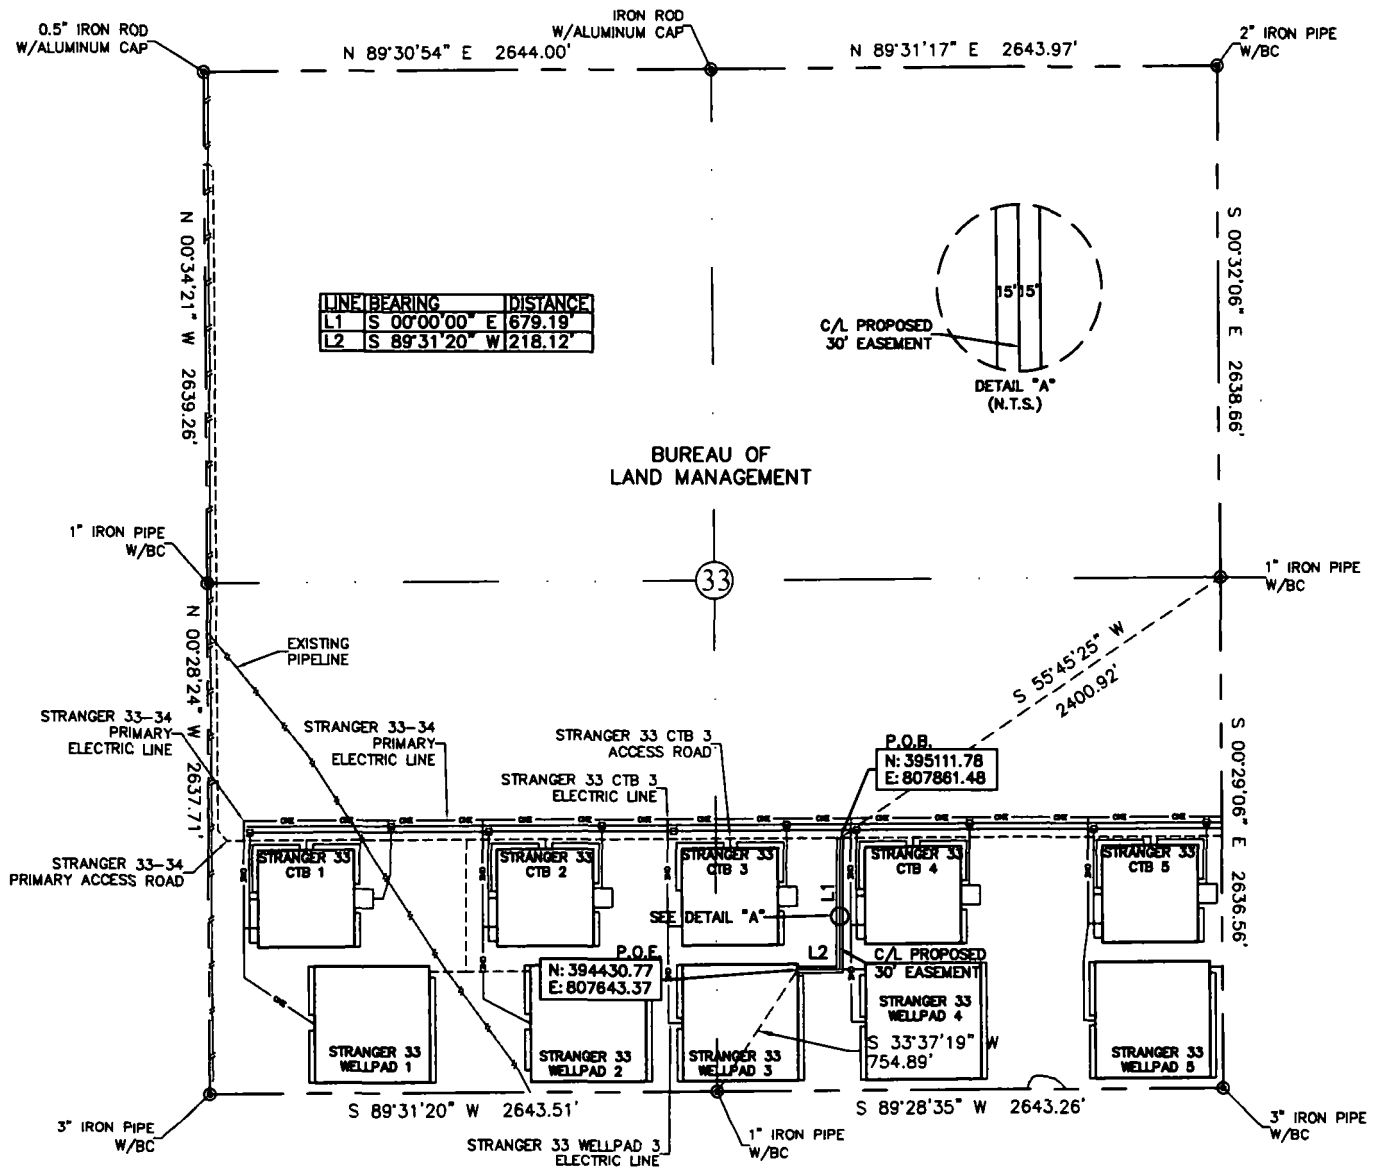 0.5" IRON ROD
W/ALUMINUM CAP
N 89°30'54" E 2644.00'
IRON ROD
W/ALUMINUM CAP
N 89°31'17" E 2643.97'
2" IRON PIPE
W/BC
N 00°34'21" W 2639.26'
S 00°32'06" E 2638.66'
LINE BEARING DISTANCE
L1 S 00°00'00" E 679.19'
L2 S 89°31'20" W 218.12'
15' 15'
C/L PROPOSED
30' EASEMENT
DETAIL "A"
(N.T.S.)
BUREAU OF
LAND MANAGEMENT
1" IRON PIPE
W/BC
33
1" IRON PIPE
W/BC
N 00°28'24" W 2637.71'
EXISTING
PIPELINE
S 55°45'25" W
2400.92'
STRANGER 33-34
PRIMARY
ELECTRIC LINE
STRANGER 33-34
PRIMARY
ELECTRIC LINE
STRANGER 33 CTB 3
ACCESS ROAD
STRANGER 33 CTB 3
ELECTRIC LINE
P.O.B.
N: 395111.78
E: 807861.48
S 00°29'06" E 2636.56'
STRANGER 33-34
PRIMARY ACCESS ROAD
OHE OHE OHE OHE OHE OHE OHE OHE
STRANGER 33
CTB 1
STRANGER 33
CTB 2
STRANGER 33
CTB 3
STRANGER 33
CTB 4
STRANGER 33
CTB 5
L1
SEE DETAIL "A"
L2
C/L PROPOSED
30' EASEMENT
P.O.E.
N: 394430.77
E: 807643.37
OHE
STRANGER 33
WELLPAD 1
STRANGER 33
WELLPAD 2
STRANGER 33
WELLPAD 3
STRANGER 33
WELLPAD 4
STRANGER 33
WELLPAD 5
S 33°37'19" W
754.89'
S 89°31'20" W 2643.51'
S 89°28'35" W 2643.26'
3" IRON PIPE
W/BC
STRANGER 33 WELLPAD 3
ELECTRIC LINE
1" IRON PIPE
W/BC
3" IRON PIPE
W/BC